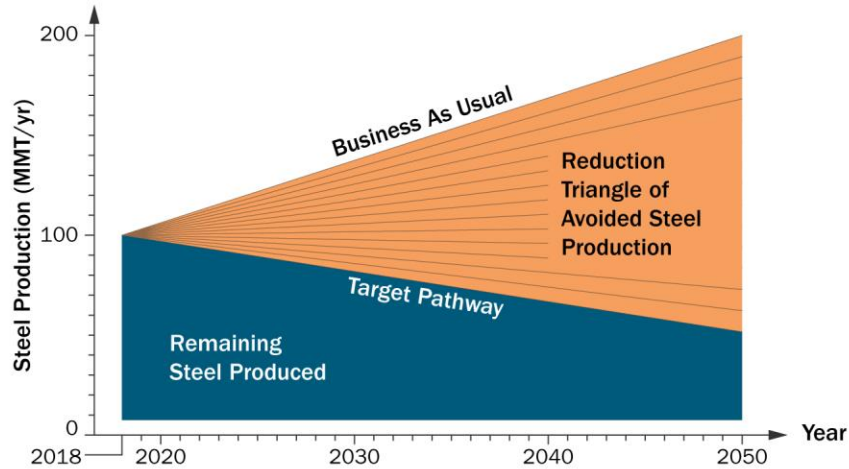 Steel Production (MMT/yr)
200
100
0
Business As Usual
Reduction
Triangle of
Avoided Steel
Production
Target Pathway
Remaining
Steel Produced
Year
2018
2020
2030
2040
2050